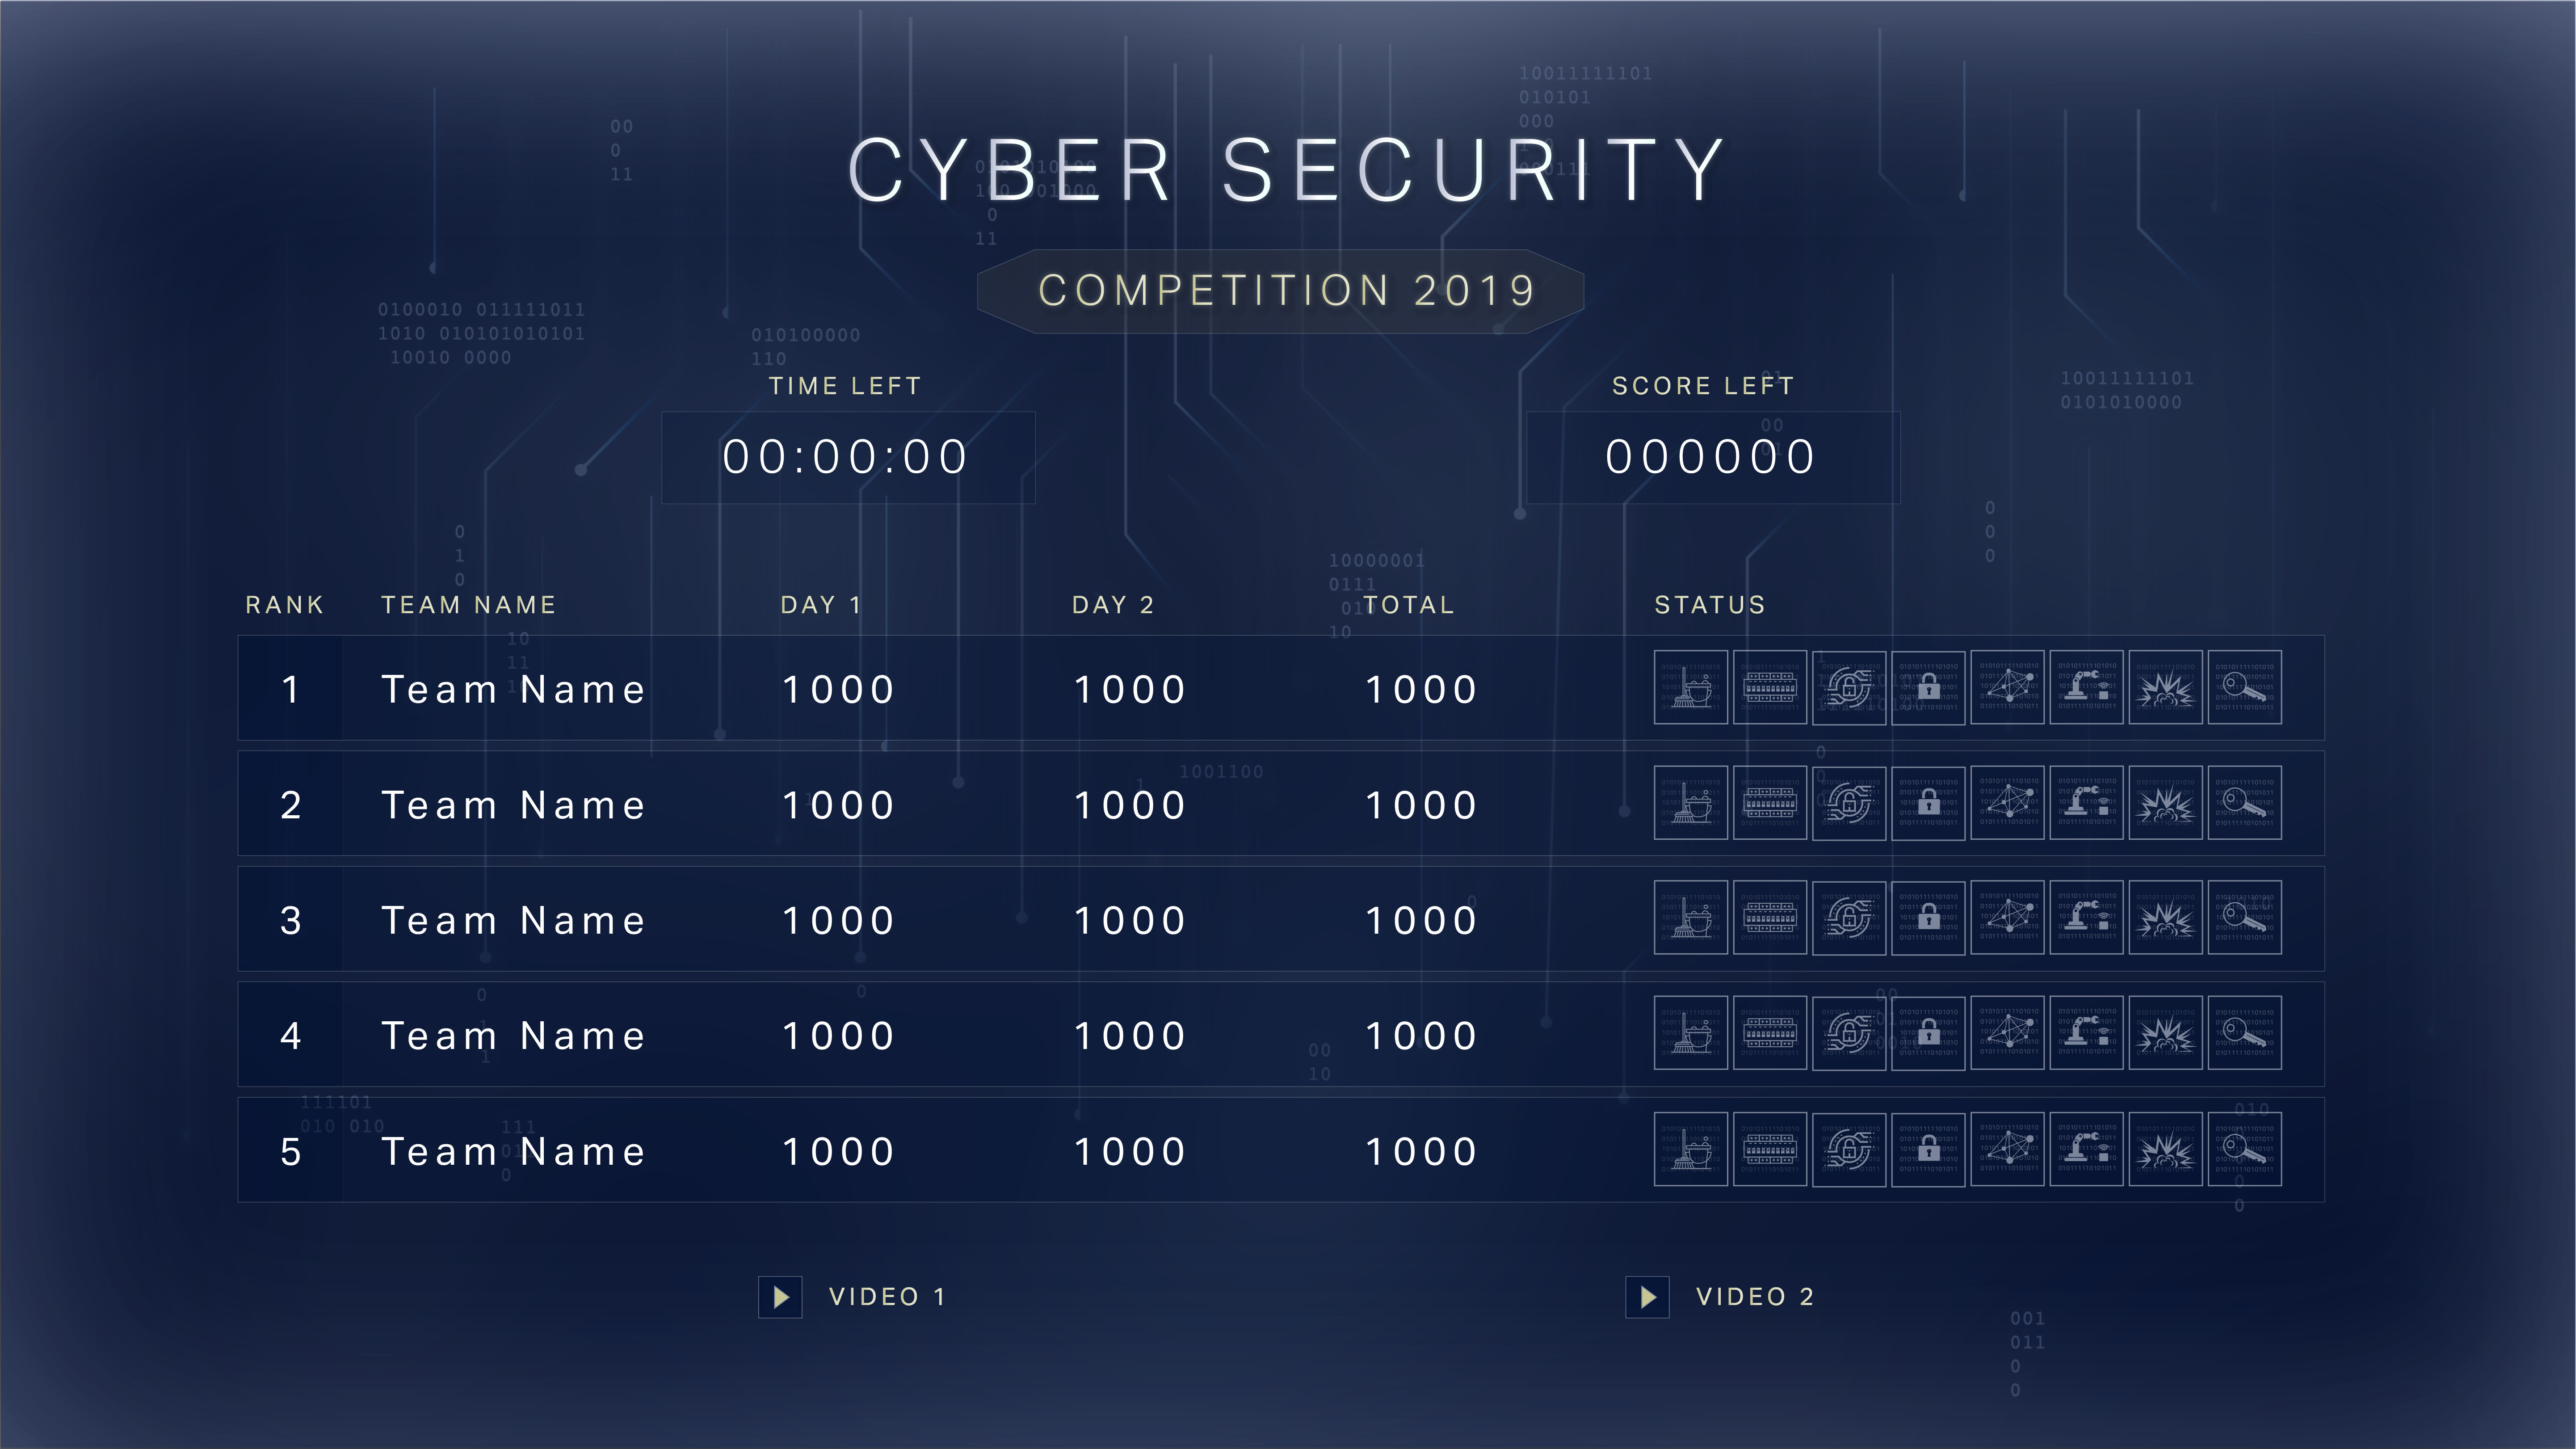 CYBER SECURITY
COMPETITION 2019
TIME LEFT
SCORE LEFT
00:00:00
000000
RANK TEAM NAME DAY 1 DAY 2 TOTAL STATUS
1 Team Name 1000 1000 1000
2 Team Name 1000 1000 1000
3 Team Name 1000 1000 1000
4 Team Name 1000 1000 1000
5 Team Name 1000 1000 1000
VIDEO 1
VIDEO 2